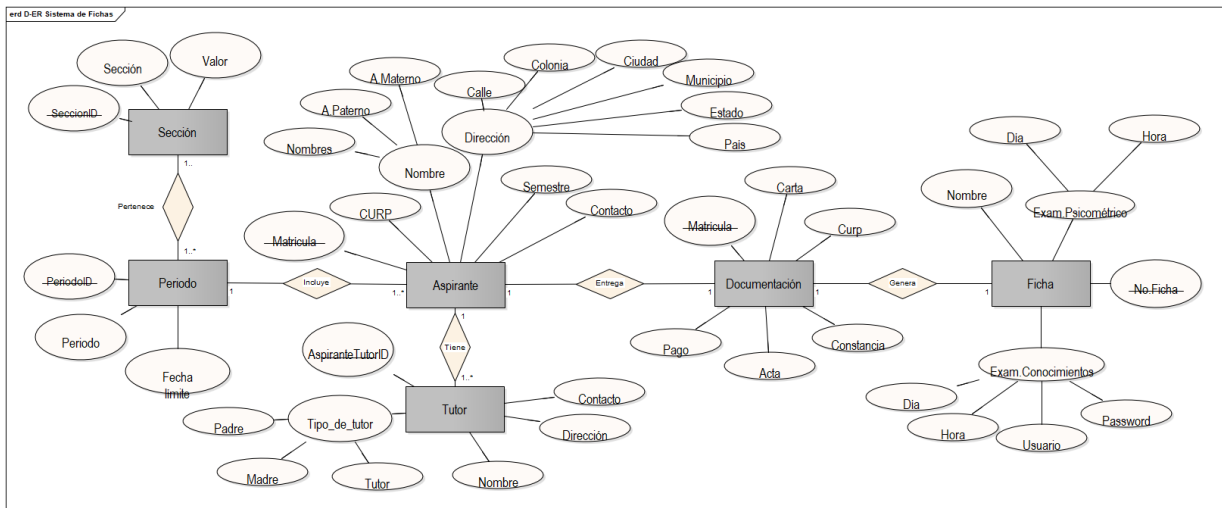 erd D-ER Sistema de Fichas
Sección
Valor
SeccionID
Sección
1..
Pertenece
1..*
PeriodoID
Periodo
1
Periodo
Fecha
limite
Incluye
1..*
A.Materno
A.Paterno
Nombres
Nombre
CURP
Matricula
Calle
Colonia
Ciudad
Municipio
Estado
Pais
Dirección
Semestre
Contacto
Aspirante
1
1
Tiene
1..*
AspiranteTutorID
Tutor
Padre
Tipo_de_tutor
Madre
Tutor
Nombre
Contacto
Dirección
Entrega
1
Matricula
Carta
Curp
Documentación
1
Pago
Acta
Constancia
Genera
1
Dia
Hora
Nombre
Exam.Psicométrico
Ficha
No.Ficha
Exam.Conocimientos
Dia
Hora
Usuario
Password